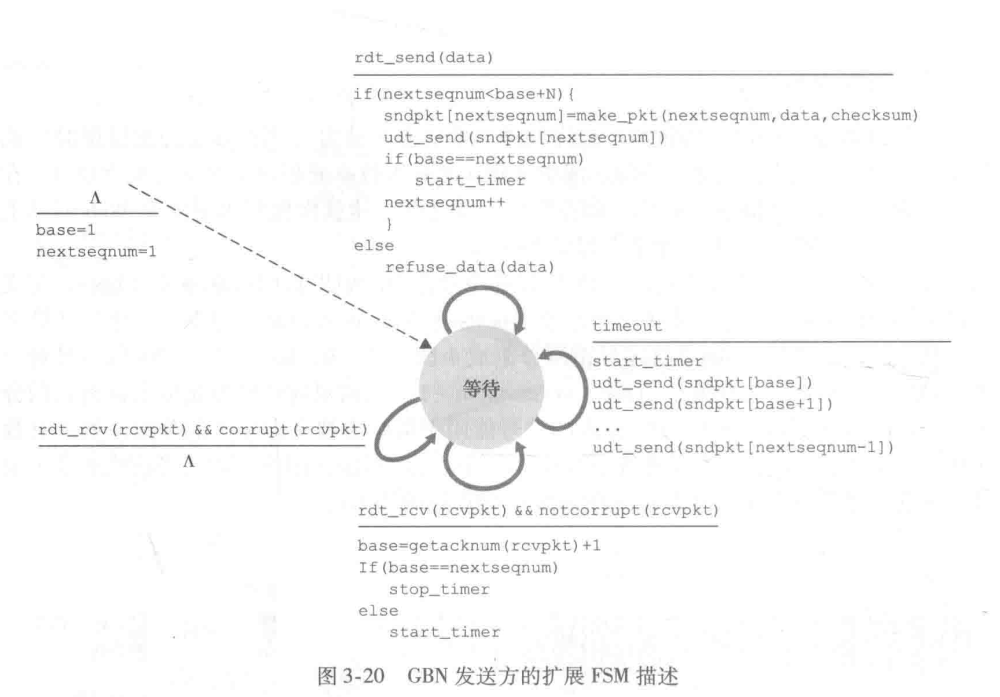 rdt_send(data)
if(nextseqnum<base+N){
sndpkt[nextseqnum]=make_pkt(nextseqnum,data,checksum)
udt_send(sndpkt[nextseqnum])
if(base==nextseqnum)
start_timer
nextseqnum++
}
else
refuse_data(data)
Λ
base=1
nextseqnum=1
等待
timeout
start_timer
udt_send(sndpkt[base])
udt_send(sndpkt[base+1])
...
udt_send(sndpkt[nextseqnum-1])
rdt_rcv(rcvpkt) && corrupt(rcvpkt)
Λ
rdt_rcv(rcvpkt) && notcorrupt(rcvpkt)
base=getacknum(rcvpkt)+1
If(base==nextseqnum)
stop_timer
else
start_timer
图 3-20 GBN 发送方的扩展 FSM 描述